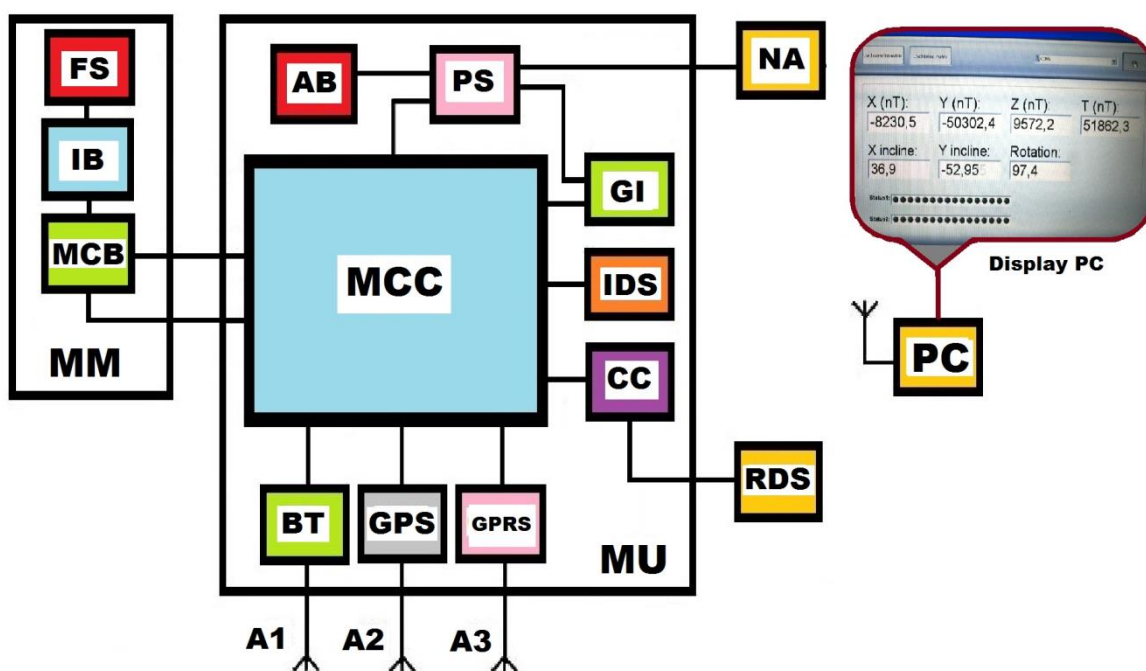 FS
IB
MCB
MM
AB
PS
GI
IDS
CC
MCC
BT
GPS
GPRS
MU
A1
A2
A3
NA
RDS
PC
X (nT):
Y (nT):
Z (nT):
T (nT):
-8230,5
-50302,4
9572,2
51862,3
X incline:
Y incline:
Rotation:
36,9
-52,95
97,4
Display PC